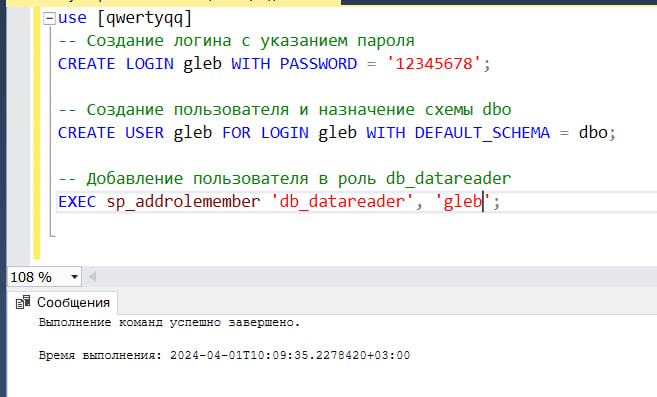 use [qwertyqq]
-- Создание логина с указанием пароля
CREATE LOGIN gleb WITH PASSWORD = '12345678';
-- Создание пользователя и назначение схемы dbo
CREATE USER gleb FOR LOGIN gleb WITH DEFAULT_SCHEMA = dbo;
-- Добавление пользователя в роль db_datareader
EXEC sp_addrolemember 'db_datareader', 'gleb';
108 %
Сообщения
Выполнение команд успешно завершено.
Время выполнения: 2024-04-01T10:09:35.2278420+03:00